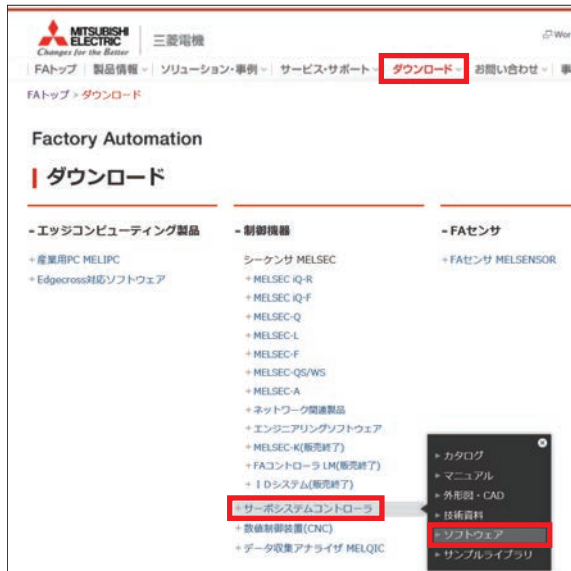 MITSUBISHI
ELECTRIC
Changes for the Better
三菱電機
Wor
FAトップ 製品情報 ソリューション・事例 サービス・サポート ダウンロード お問い合わせ 事
FAトップ > ダウンロード
Factory Automation
ダウンロード
- エッジコンピューティング製品
+ 産業用PC MELIPC
+ Edgecross対応ソフトウェア
- 制御機器
シーケンサ MELSEC
+ MELSEC iQ-R
+ MELSEC iQ-F
+ MELSEC-Q
+ MELSEC-L
+ MELSEC-F
+ MELSEC-QS/WS
+ MELSEC-A
+ ネットワーク関連製品
+ エンジニアリングソフトウェア
+ MELSEC-K(販売終了)
+ FAコントローラ LM(販売終了)
+ IDシステム(販売終了)
+ サーボシステムコントローラ
+ 数値制御装置(CNC)
+ データ収集アナライザ MELQIC
- FAセンサ
+ FAセンサ MELSENSOR
カタログ
マニュアル
外形図・CAD
技術資料
ソフトウェア
サンプルライブラリ